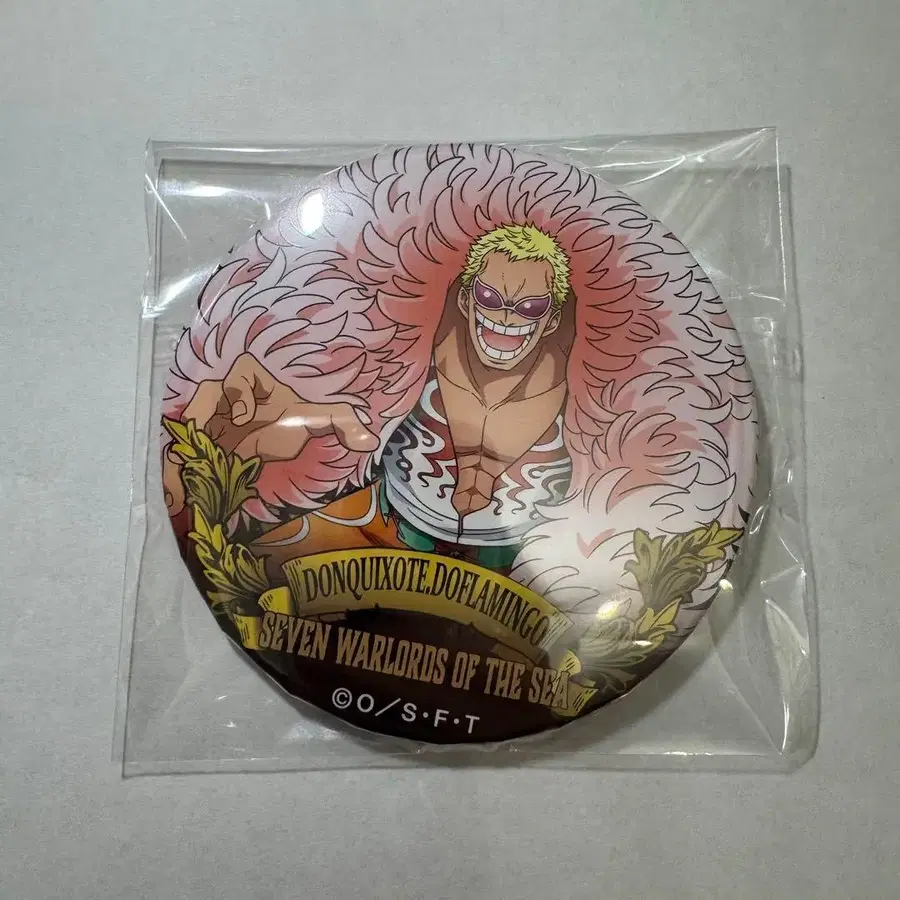 DONQUIXOTE.DOFLAMINGO
SEVEN WARLORDS OF THE SEA
©O/S・F・T